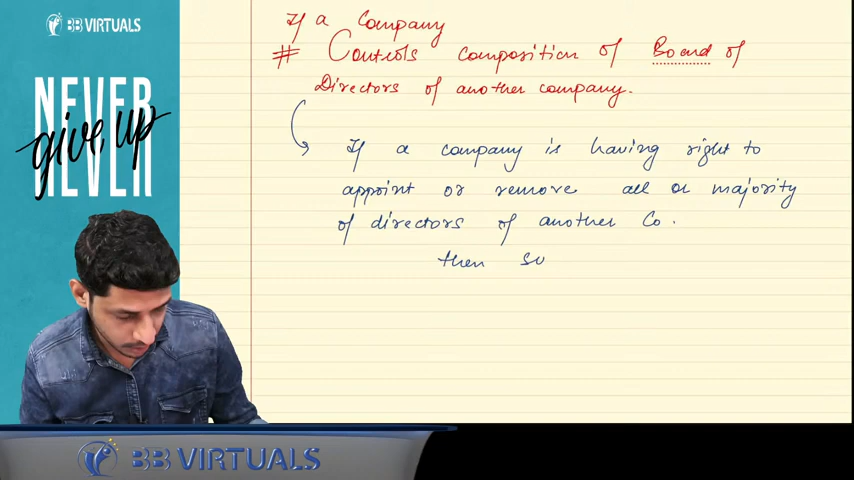 BB VIRTUALS
NEVER
give up
NEVER
If a Company
# Controls composition of Board of
Directors of another company.
If a company is having right to
appoint or remove all or majority
of directors of another Co.
then su
BB VIRTUALS